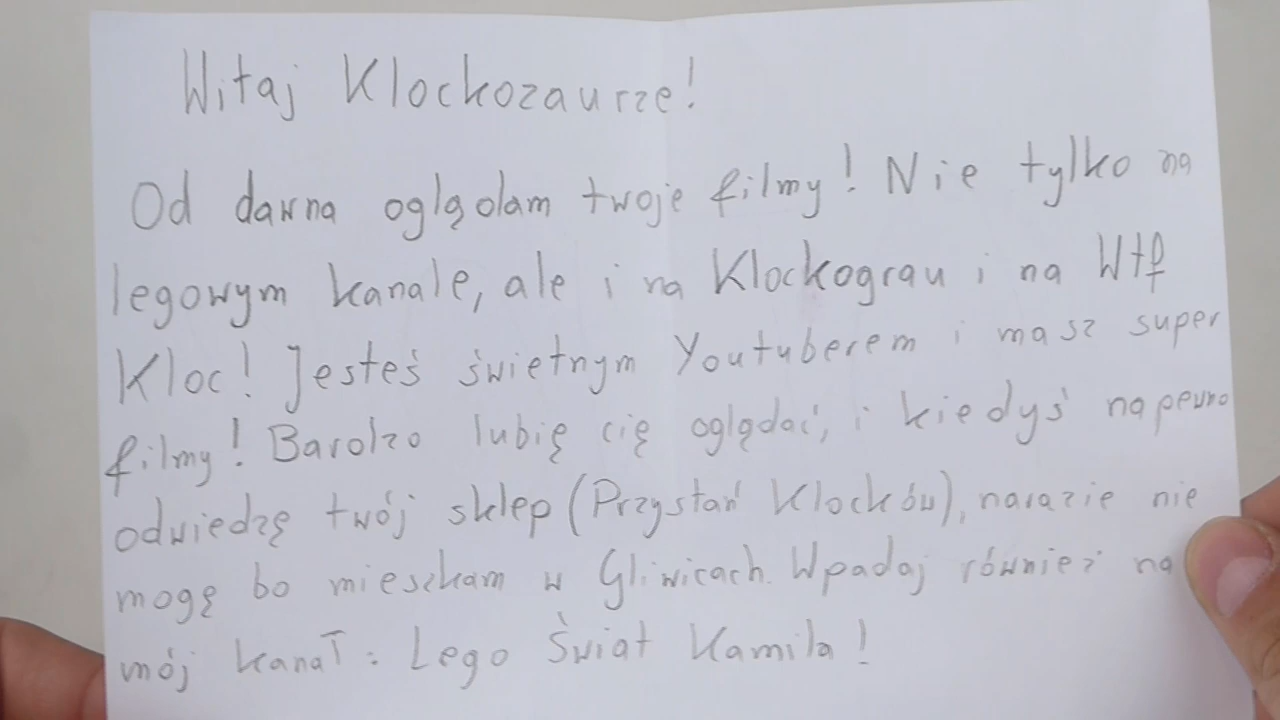 Witaj Klockozaurze!
Od dawna oglądam twoje filmy! Nie tylko na
legowym kanale, ale i na Klockograu i na Wtf
Kloc! Jesteś świetnym Youtuberem i masz super
filmy! Bardzo lubię cię oglądać, i kiedyś napewno
odwiedzę twój sklep (Przystań Klocków), narazie nie
mogę bo mieszkam w Gliwicach. Wpadaj również na
mój kanał: Lego Świat Kamila!